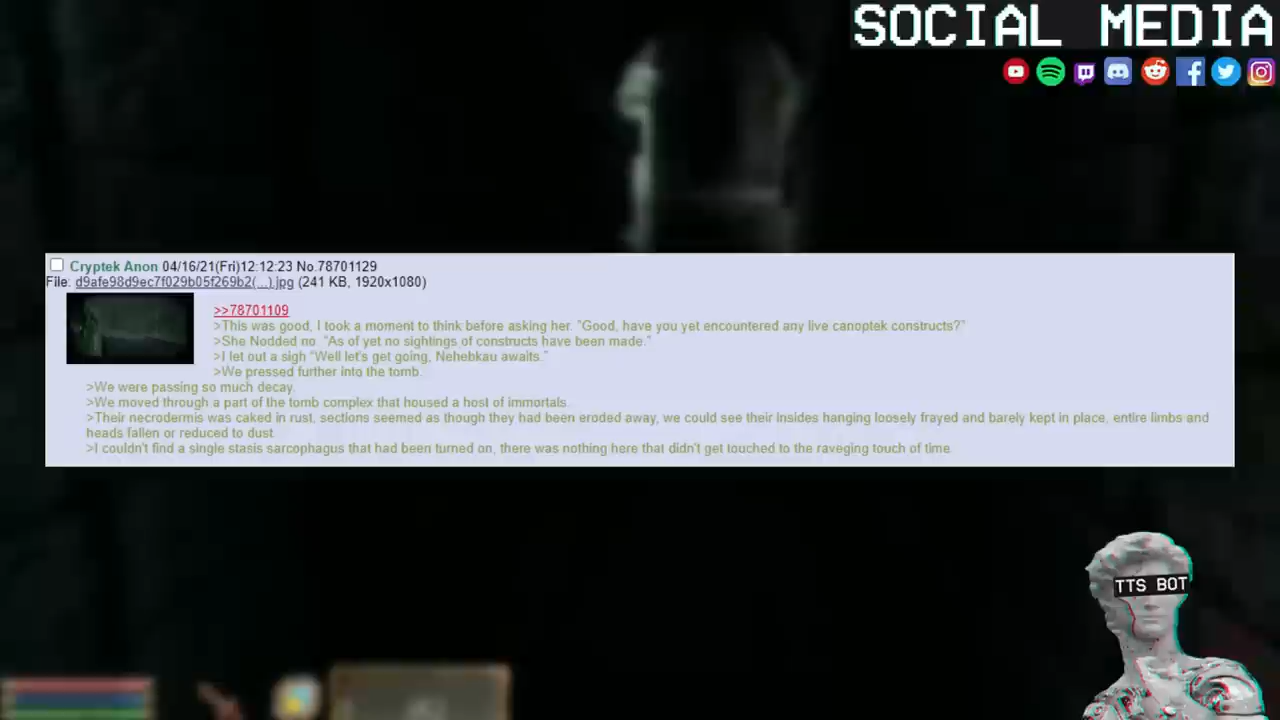 SOCIAL MEDIA
Cryptek Anon 04/16/21(Fri)12:12:23 No.78701129
File: d9afe98d9ec7f029b05f269b2(...).jpg (241 KB, 1920x1080)
>>78701109
>This was good, I took a moment to think before asking her. "Good, have you yet encountered any live canoptek constructs?"
>She Nodded no. "As of yet no sightings of constructs have been made."
>I let out a sigh "Well let's get going, Nehebkau awaits."
>We pressed further into the tomb.
>We were passing so much decay.
>We moved through a part of the tomb complex that housed a host of immortals.
>Their necrodermis was caked in rust, sections seemed as though they had been eroded away, we could see their insides hanging loosely frayed and barely kept in place, entire limbs and
heads fallen or reduced to dust.
>I couldn't find a single stasis sarcophagus that had been turned on, there was nothing here that didn't get touched to the raveging touch of time.
TTS BOT